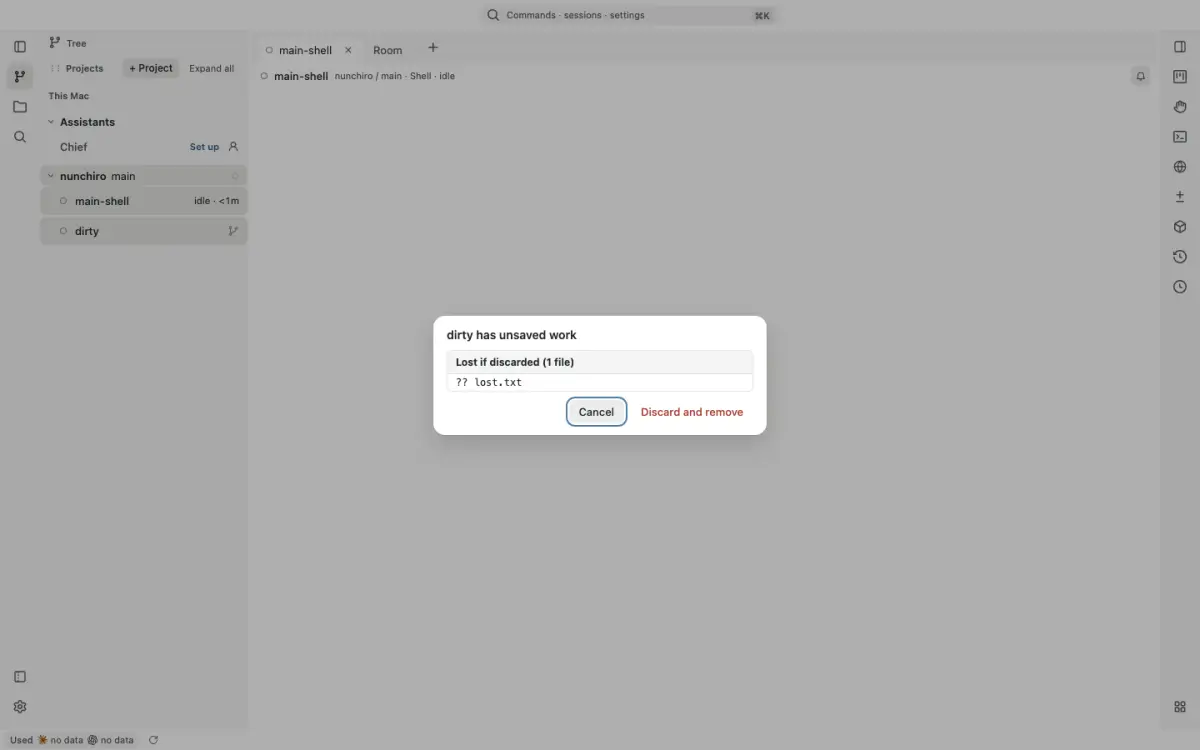 Commands · sessions · settings ⌘K
Tree
Projects + Project Expand all
This Mac
Assistants
Chief Set up
nunchiro main
main-shell idle · <1m
dirty
main-shell × Room +
main-shell nunchiro / main · Shell · idle
dirty has unsaved work
Lost if discarded (1 file)
?? lost.txt
Cancel Discard and remove
Used no data no data